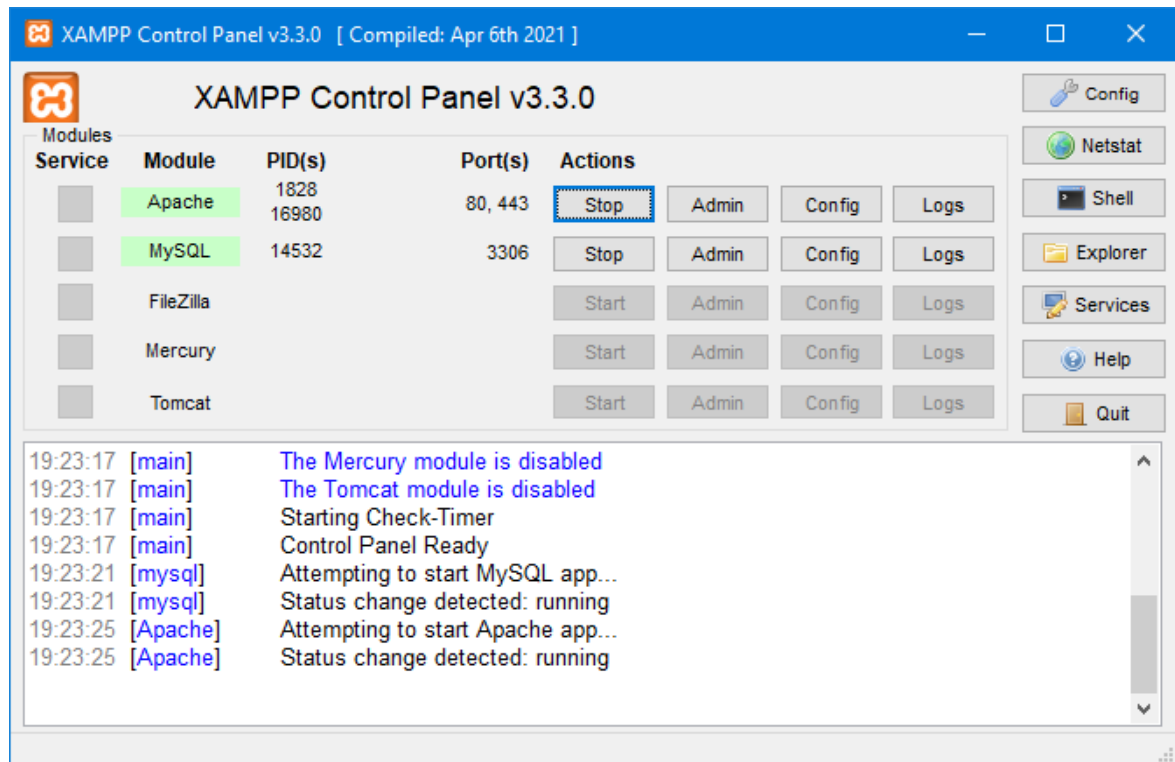 XAMPP Control Panel v3.3.0 [ Compiled: Apr 6th 2021 ]
XAMPP Control Panel v3.3.0
Config
Modules
Service Module PID(s) Port(s) Actions
Netstat
Apache 1828 16980 80, 443 Stop Admin Config Logs
Shell
MySQL 14532 3306 Stop Admin Config Logs
Explorer
FileZilla Start Admin Config Logs
Services
Mercury Start Admin Config Logs
Help
Tomcat Start Admin Config Logs
Quit
19:23:17 [main] The Mercury module is disabled
19:23:17 [main] The Tomcat module is disabled
19:23:17 [main] Starting Check-Timer
19:23:17 [main] Control Panel Ready
19:23:21 [mysql] Attempting to start MySQL app...
19:23:21 [mysql] Status change detected: running
19:23:25 [Apache] Attempting to start Apache app...
19:23:25 [Apache] Status change detected: running